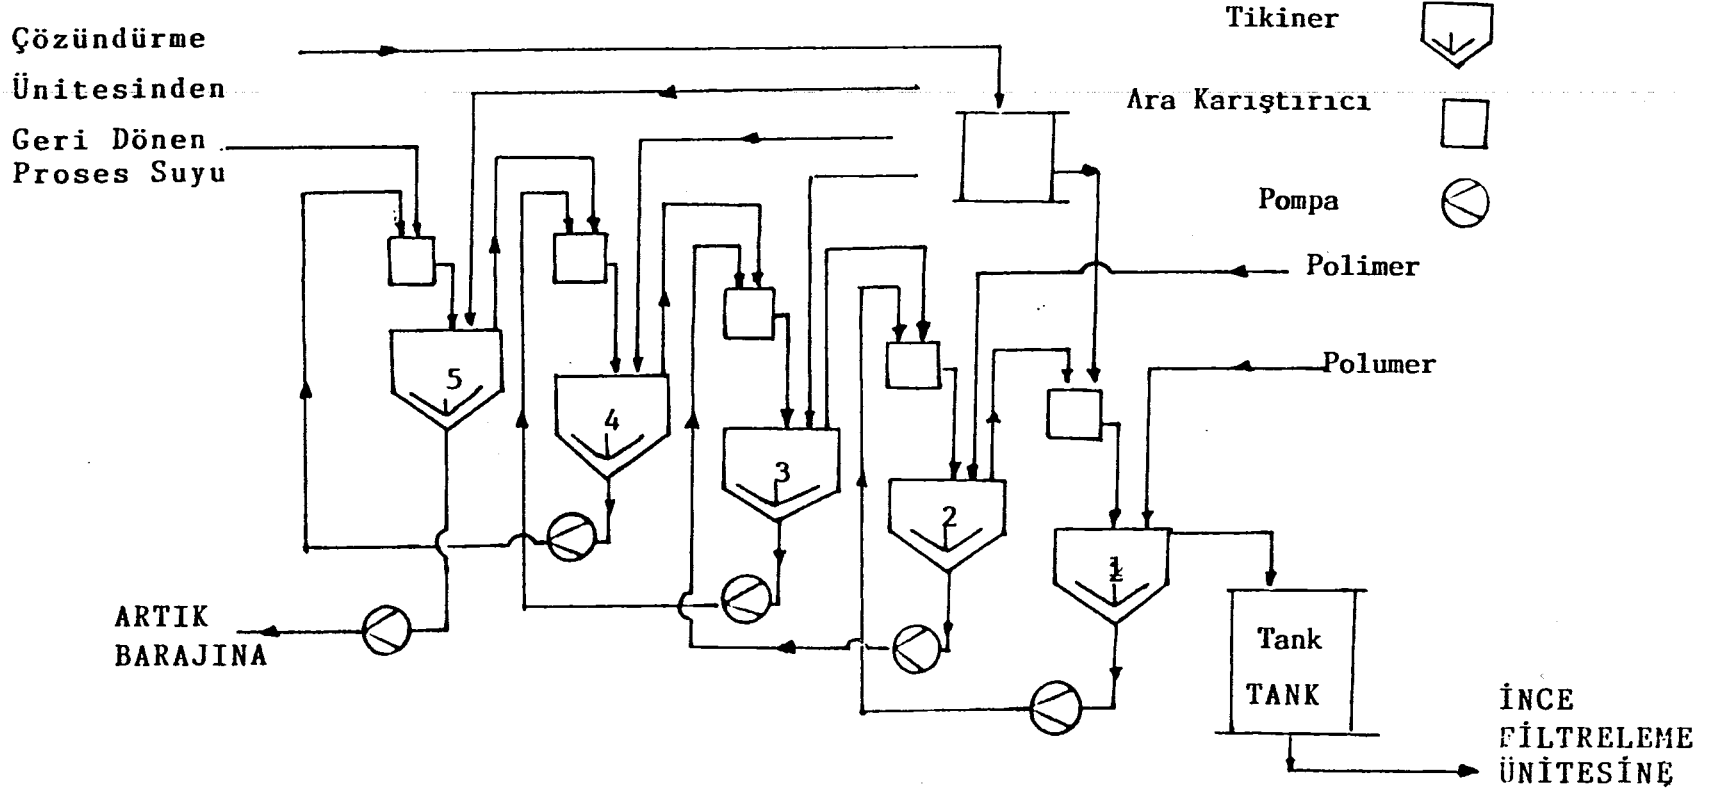 Tikiner
Çözündürme
Ünitesinden
Ara Karıştırıcı
Geri Dönen
Proses Suyu
Pompa
Polimer
Polumer
5
4
3
2
1
ARTIK
BARAJINA
Tank
TANK
İNCE
FİLTRELEME
ÜNİTESİNE